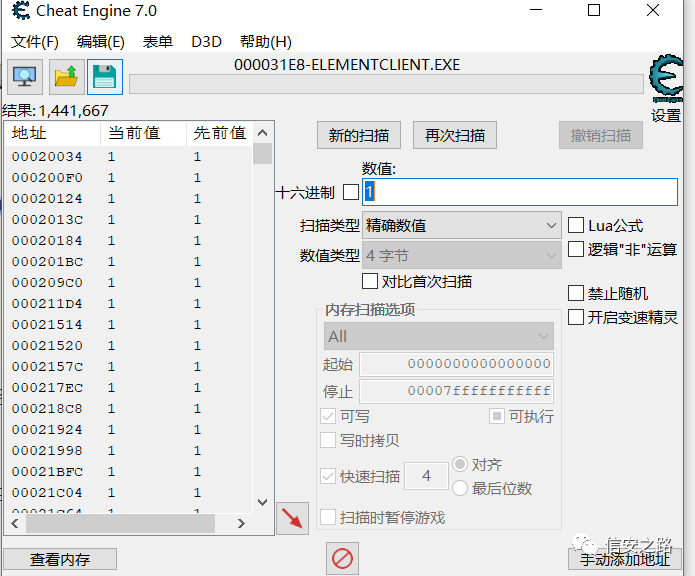 Cheat Engine 7.0
文件(F) 编辑(E) 表单 D3D 帮助(H)
000031E8-ELEMENTCLIENT.EXE
结果: 1,441,667
设置
地址 当前值 先前值
00020034 1 1
000200F0 1 1
00020124 1 1
0002013C 1 1
00020184 1 1
000201BC 1 1
000209C0 1 1
000211D4 1 1
00021514 1 1
00021520 1 1
0002157C 1 1
000217EC 1 1
000218C8 1 1
00021924 1 1
00021998 1 1
00021BFC 1 1
00021C04 1 1
新的扫描 再次扫描 撤销扫描
数值:
十六进制 1
扫描类型 精确数值
Lua公式
数值类型 4 字节
逻辑"非"运算
对比首次扫描
禁止随机
开启变速精灵
内存扫描选项
All
起始 0000000000000000
停止 00007fffffffffff
可写 可执行
写时拷贝
快速扫描 4 对齐
最后位数
扫描时暂停游戏
信安之路
查看内存 手动添加地址